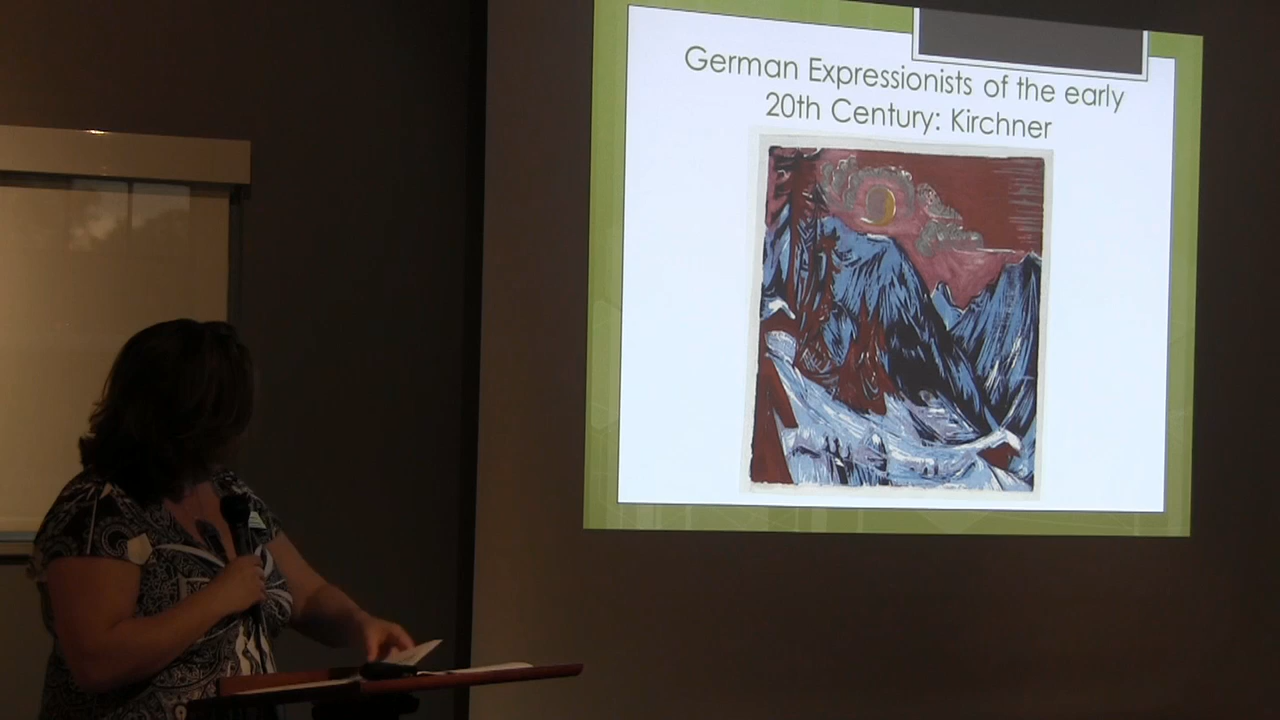 German Expressionists of the early
20th Century: Kirchner